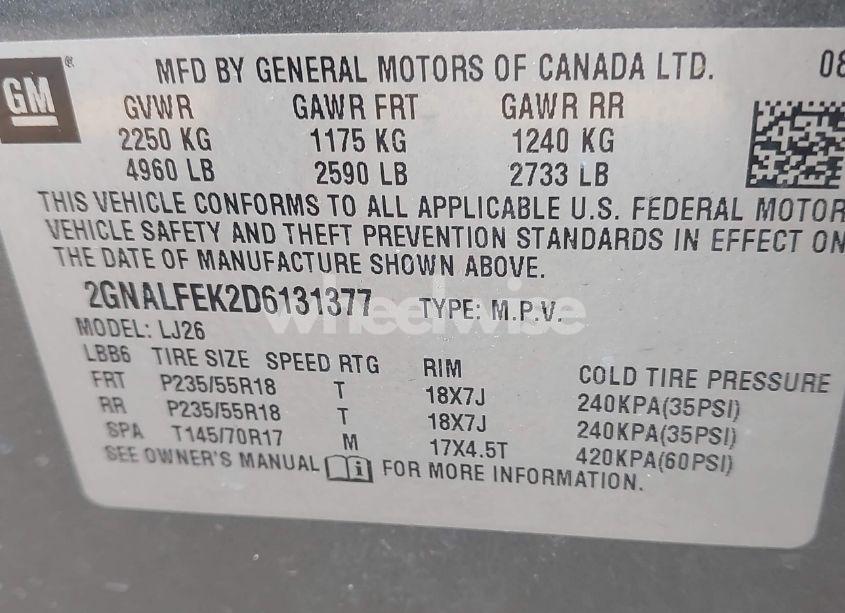 GM ®
MFD BY GENERAL MOTORS OF CANADA LTD. 08
GVWR GAWR FRT GAWR RR
2250 KG 1175 KG 1240 KG
4960 LB 2590 LB 2733 LB
THIS VEHICLE CONFORMS TO ALL APPLICABLE U.S. FEDERAL MOTOR
VEHICLE SAFETY AND THEFT PREVENTION STANDARDS IN EFFECT ON
THE DATE OF MANUFACTURE SHOWN ABOVE.
2GNALFEK2D6131377 TYPE: M.P.V.
wheelwise
MODEL: LJ26
LBB6 TIRE SIZE SPEED RTG RIM COLD TIRE PRESSURE
FRT P235/55R18 T 18X7J 240KPA(35PSI)
RR P235/55R18 T 18X7J 240KPA(35PSI)
SPA T145/70R17 M 17X4.5T 420KPA(60PSI)
SEE OWNER'S MANUAL i FOR MORE INFORMATION.